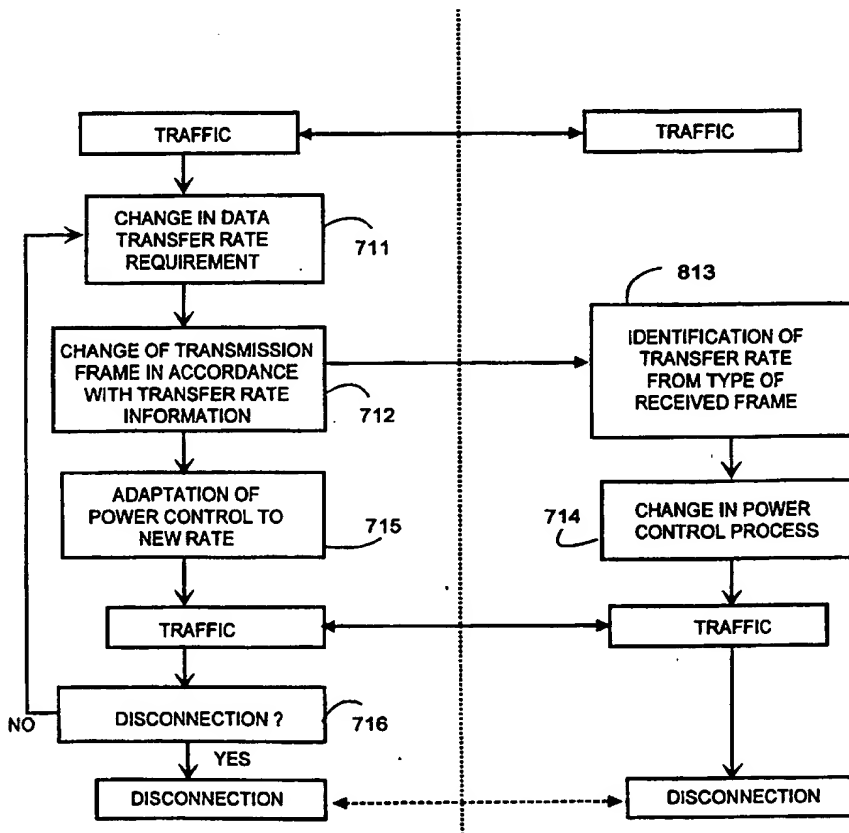 TRAFFIC
TRAFFIC
CHANGE IN DATA
TRANSFER RATE
REQUIREMENT
711
813
CHANGE OF TRANSMISSION
FRAME IN ACCORDANCE
WITH TRANSFER RATE
INFORMATION
712
IDENTIFICATION OF
TRANSFER RATE
FROM TYPE OF
RECEIVED FRAME
ADAPTATION OF
POWER CONTROL TO
NEW RATE
715
714
CHANGE IN POWER
CONTROL PROCESS
TRAFFIC
TRAFFIC
NO
DISCONNECTION ?
716
YES
DISCONNECTION
DISCONNECTION